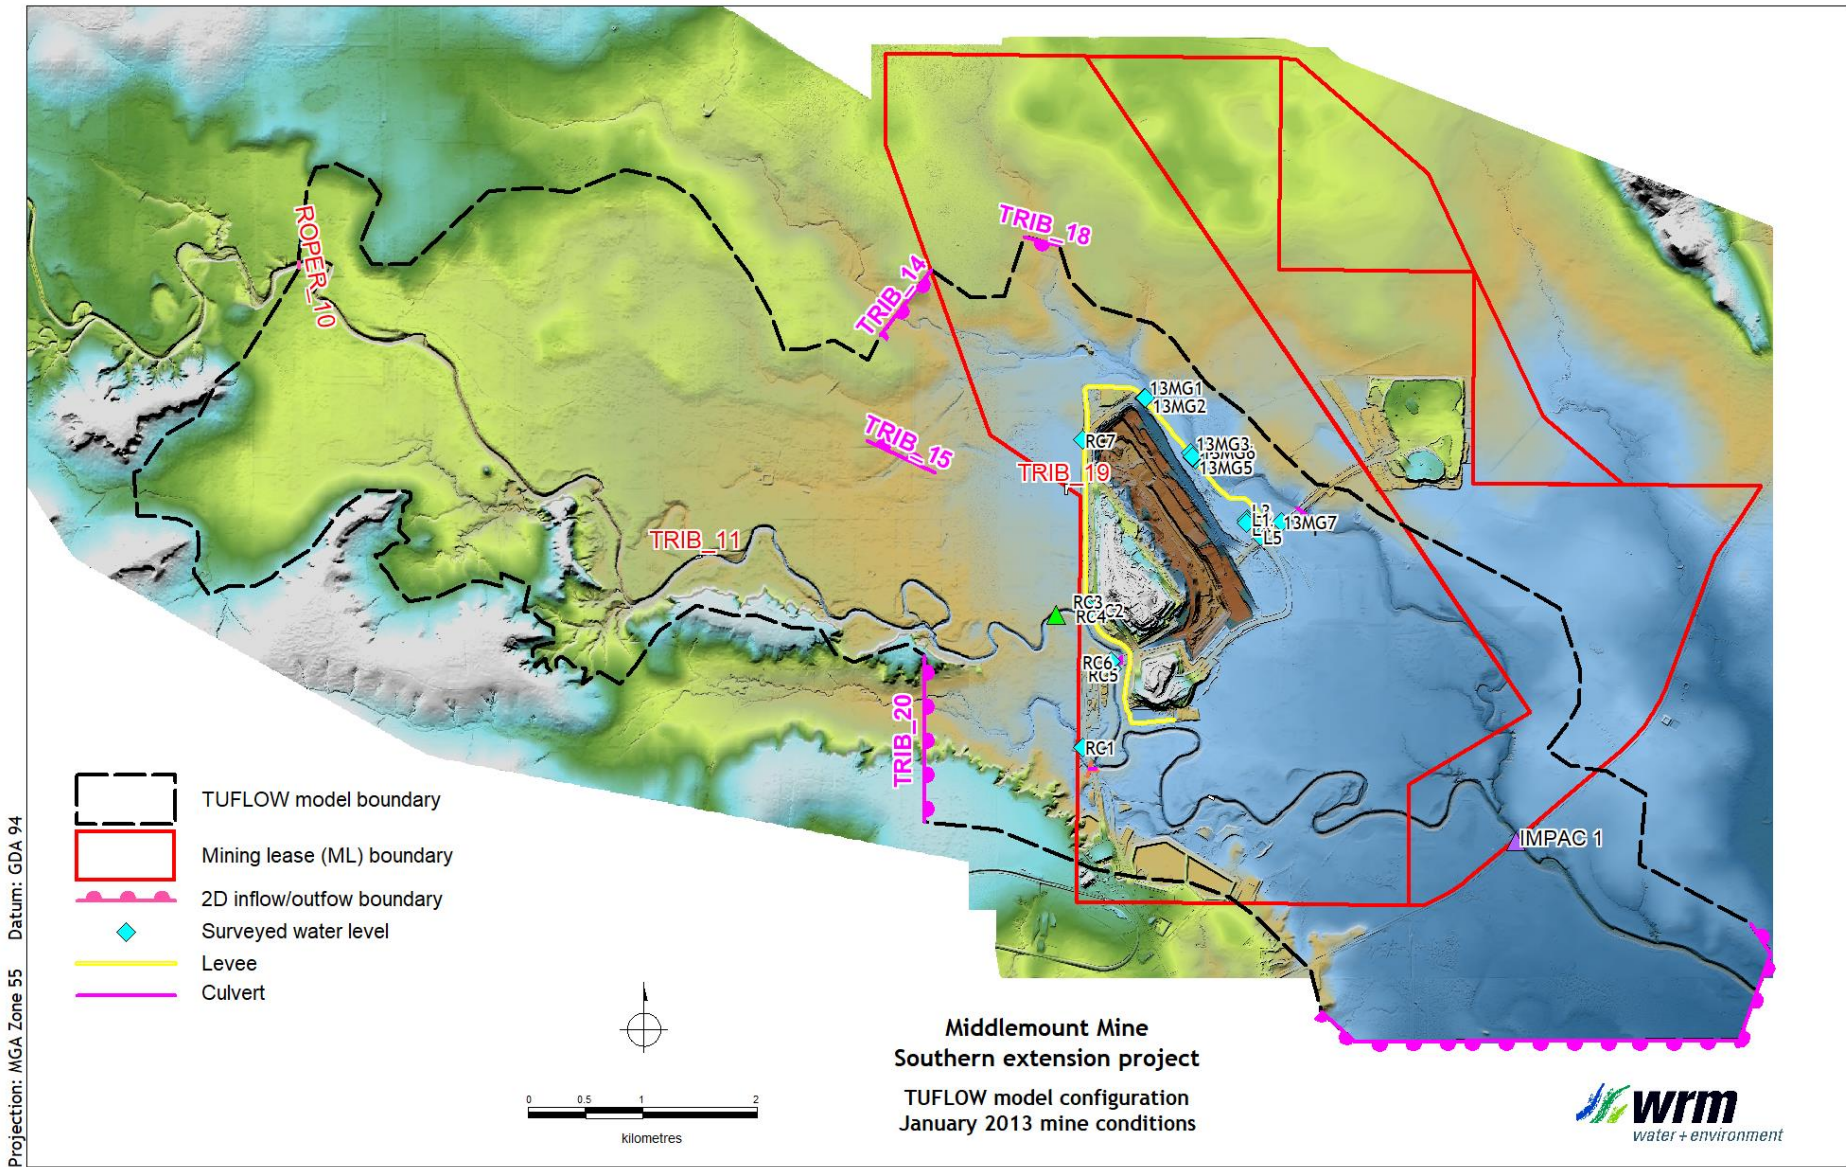 TRIB_18
TRIB_14
ROPER_10
TRIB_15
13MG1
13MG2
RC7
13MG3
13MG5
TRIB_19
L3
L1
13MG7
L5
TRIB_11
RC3
RC4
RC6
RC5
TRIB_20
RC1
IMPAC 1
TUFLOW model boundary
Mining lease (ML) boundary
2D inflow/outfow boundary
Surveyed water level
Levee
Culvert
0 0.5 1 2
kilometres
Middlemount Mine
Southern extension project
TUFLOW model configuration
January 2013 mine conditions
wrm
water + environment
Projection: MGA Zone 55 Datum: GDA 94